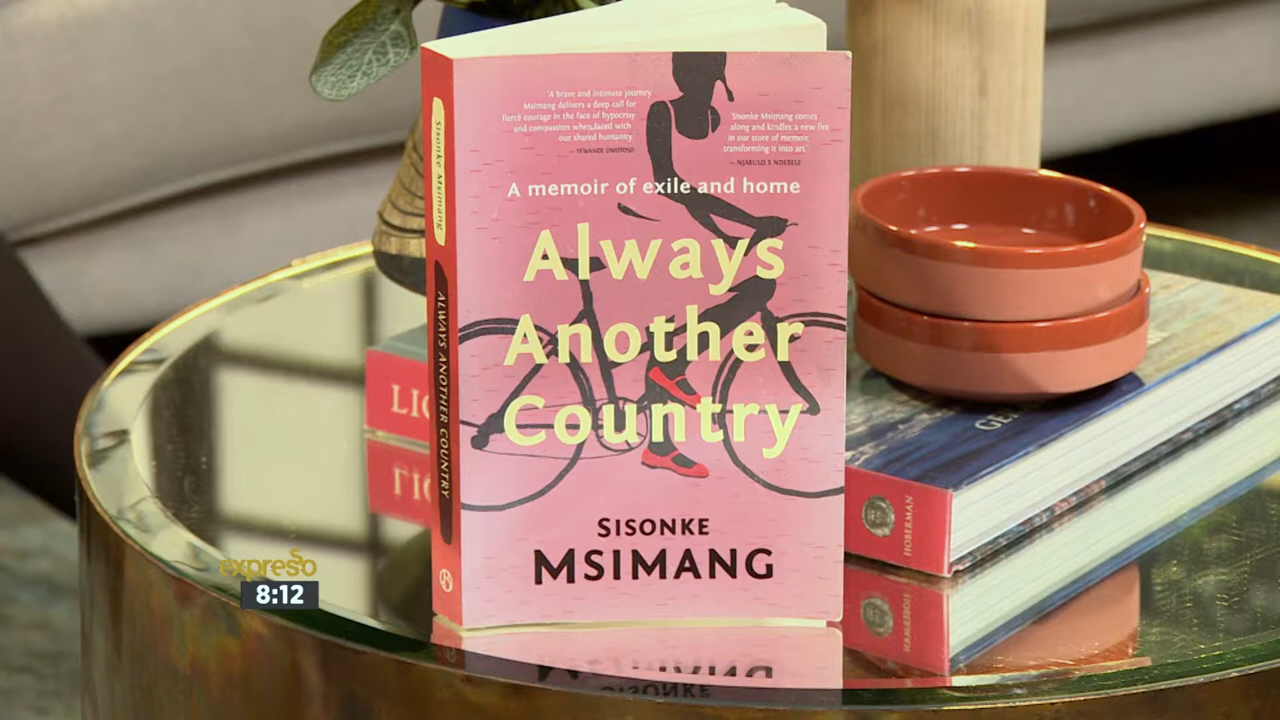 'A brave and intimate journey.
Msimang delivers a deep call for
fierce courage in the face of hypocrisy
and compassion when faced with
our shared humanity.'
– YEWANDE OMOTOSO
'Sisonke Msimang comes
along and kindles a new fire
in our store of memoir,
transforming it into art.'
— NJABULO S NDEBELE
A memoir of exile and home
Always
Another
Country
SISONKE
MSIMANG
Sisonke Msimang
ALWAYS ANOTHER COUNTRY
HOBERMAN
expresso
8:12